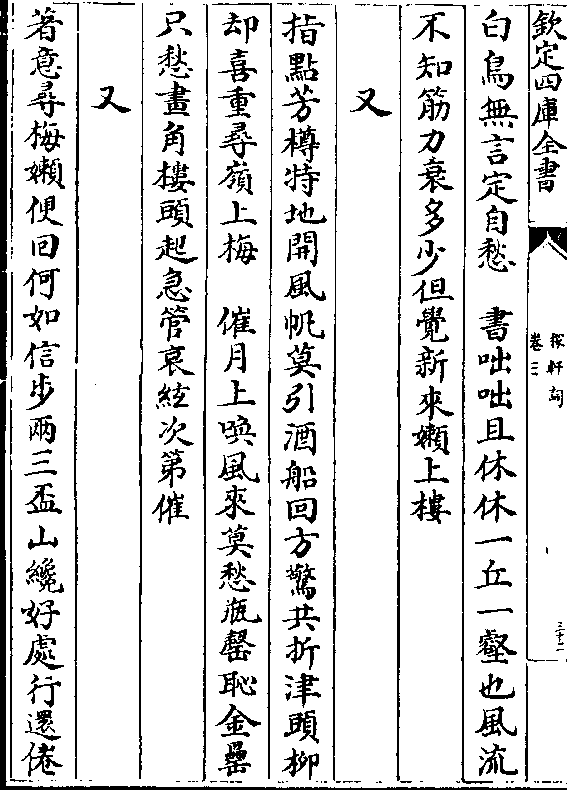 欽定四庫全書
稼軒詞
卷三
三十二
白鳥無言定自愁　書咄咄且休休一丘一壑也風流
不知筋力衰多少但覺新來嬾上樓
又
指點芳樽特地開風帆莫引酒船回方驚共折津頭柳
却喜重尋嶺上梅　催月上喚風來莫愁瓶罄恥金罍
只愁畫角樓頭起急管哀絃次第催
又
著意尋梅嬾便回何如信步兩三盃山纔好處行還倦